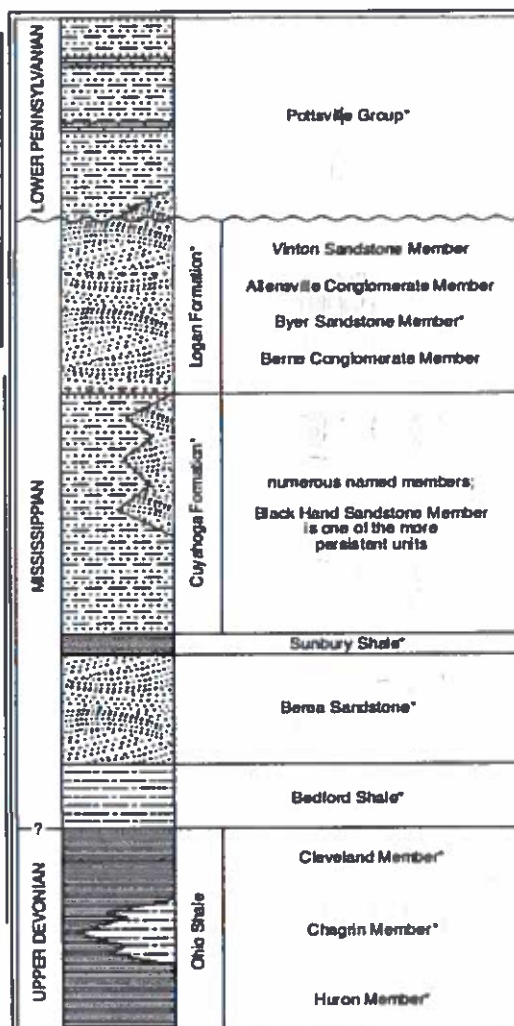 LOWER PENNSYLVANIAN
Pottsville Group*
MISSISSIPPIAN
Logan Formation*
Vinton Sandstone Member
Allensville Conglomerate Member
Byer Sandstone Member*
Berne Conglomerate Member
Cuyahoga Formation*
numerous named members;
Black Hand Sandstone Member
is one of the more
persistent units
Sunbury Shale*
Berea Sandstone*
Bedford Shale*
?
UPPER DEVONIAN
Ohio Shale
Cleveland Member*
Chagrin Member*
Huron Member*